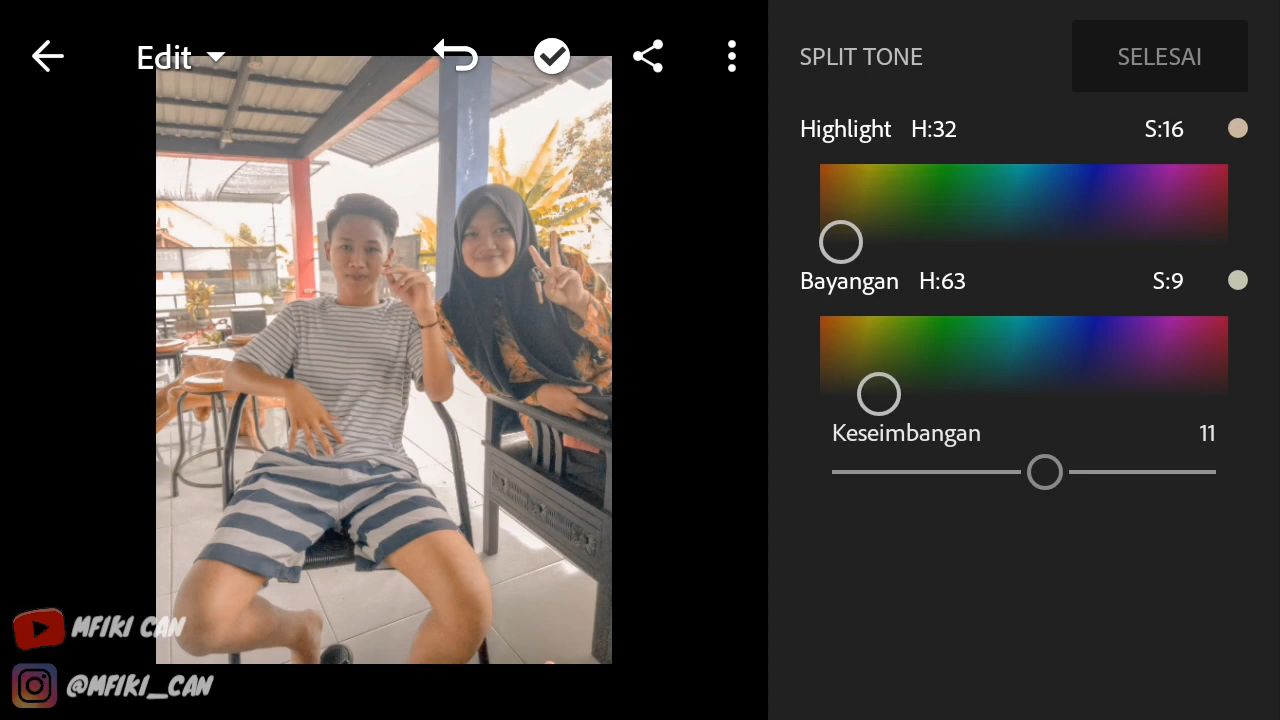 Edit
SPLIT TONE
SELESAI
Highlight H:32 S:16
Bayangan H:63 S:9
Keseimbangan 11
MFIKI CAN
@MFIKI_CAN